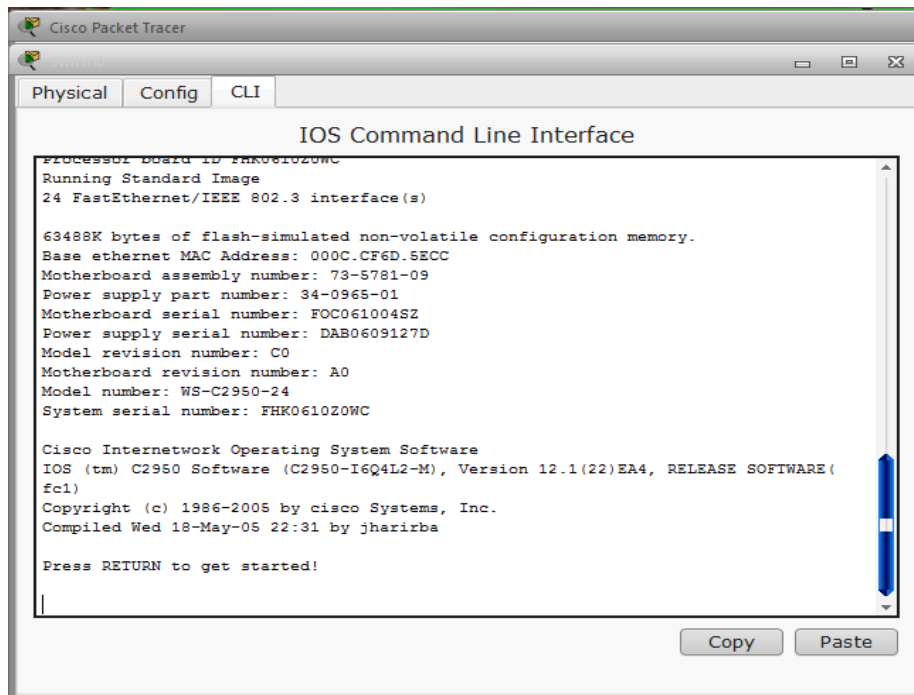 Cisco Packet Tracer
Physical
Config
CLI
IOS Command Line Interface
Processor board ID FHK0610Z0WC
Running Standard Image
24 FastEthernet/IEEE 802.3 interface(s)
63488K bytes of flash-simulated non-volatile configuration memory.
Base ethernet MAC Address: 000C.CF6D.5ECC
Motherboard assembly number: 73-5781-09
Power supply part number: 34-0965-01
Motherboard serial number: FOC061004SZ
Power supply serial number: DAB0609127D
Model revision number: C0
Motherboard revision number: A0
Model number: WS-C2950-24
System serial number: FHK0610Z0WC
Cisco Internetwork Operating System Software
IOS (tm) C2950 Software (C2950-I6Q4L2-M), Version 12.1(22)EA4, RELEASE SOFTWARE(
fc1)
Copyright (c) 1986-2005 by cisco Systems, Inc.
Compiled Wed 18-May-05 22:31 by jharirba
Press RETURN to get started!
Copy
Paste